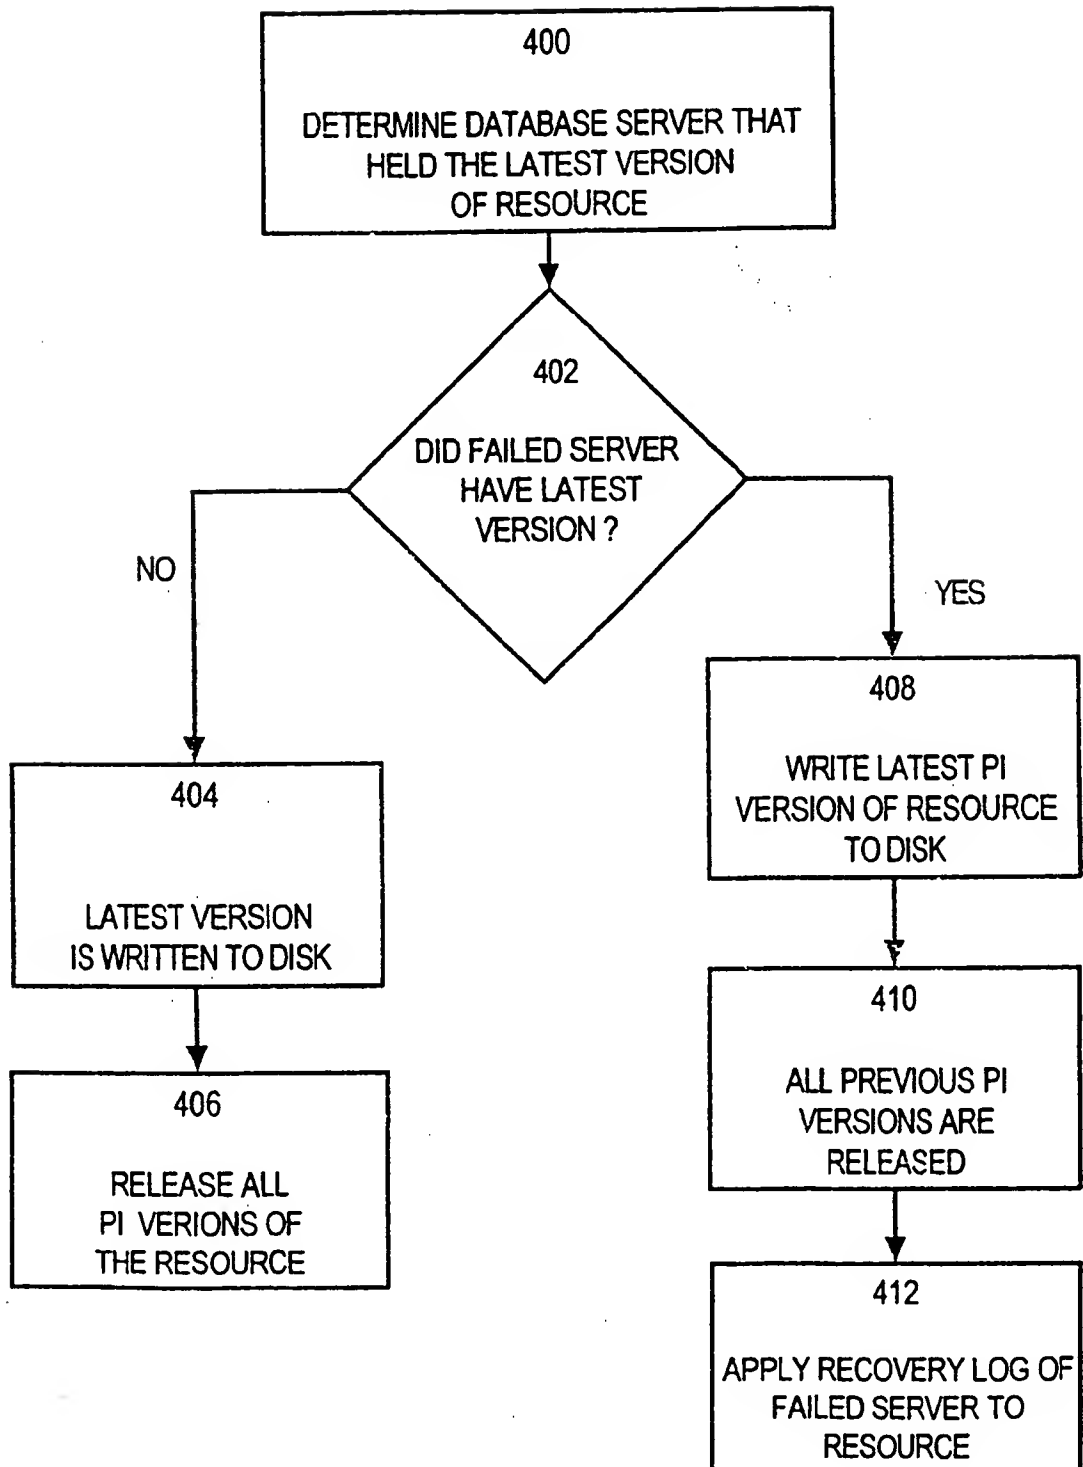 400
DETERMINE DATABASE SERVER THAT
HELD THE LATEST VERSION
OF RESOURCE
402
DID FAILED SERVER
HAVE LATEST
VERSION ?
NO
YES
404
LATEST VERSION
IS WRITTEN TO DISK
406
RELEASE ALL
PI VERIONS OF
THE RESOURCE
408
WRITE LATEST PI
VERSION OF RESOURCE
TO DISK
410
ALL PREVIOUS PI
VERSIONS ARE
RELEASED
412
APPLY RECOVERY LOG OF
FAILED SERVER TO
RESOURCE